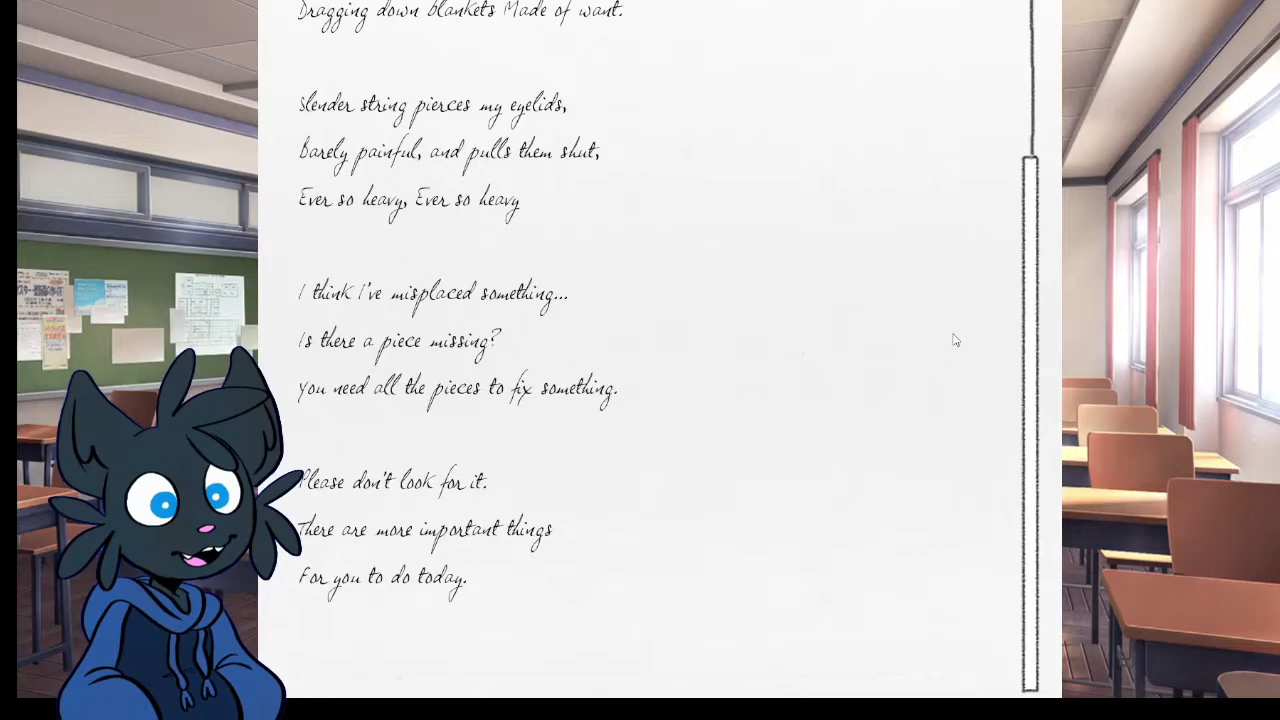 Dragging down blankets Made of want.
Slender string pierces my eyelids,
Barely painful, and pulls them shut,
Ever so heavy, Ever so heavy
I think I've misplaced something...
Is there a piece missing?
You need all the pieces to fix something.
Please don't look for it.
There are more important things
For you to do today.